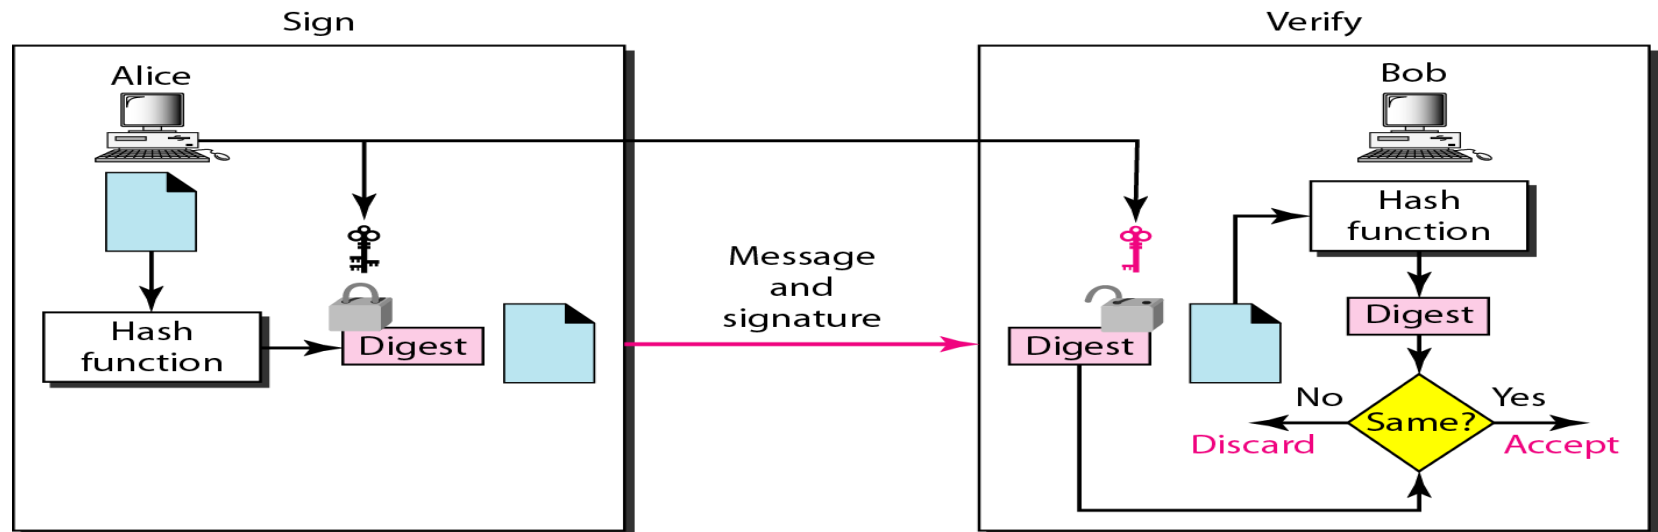 Sign
Alice
Hash
function
Digest
Message
and
signature
Verify
Bob
Hash
function
Digest
Digest
Same?
No
Discard
Yes
Accept